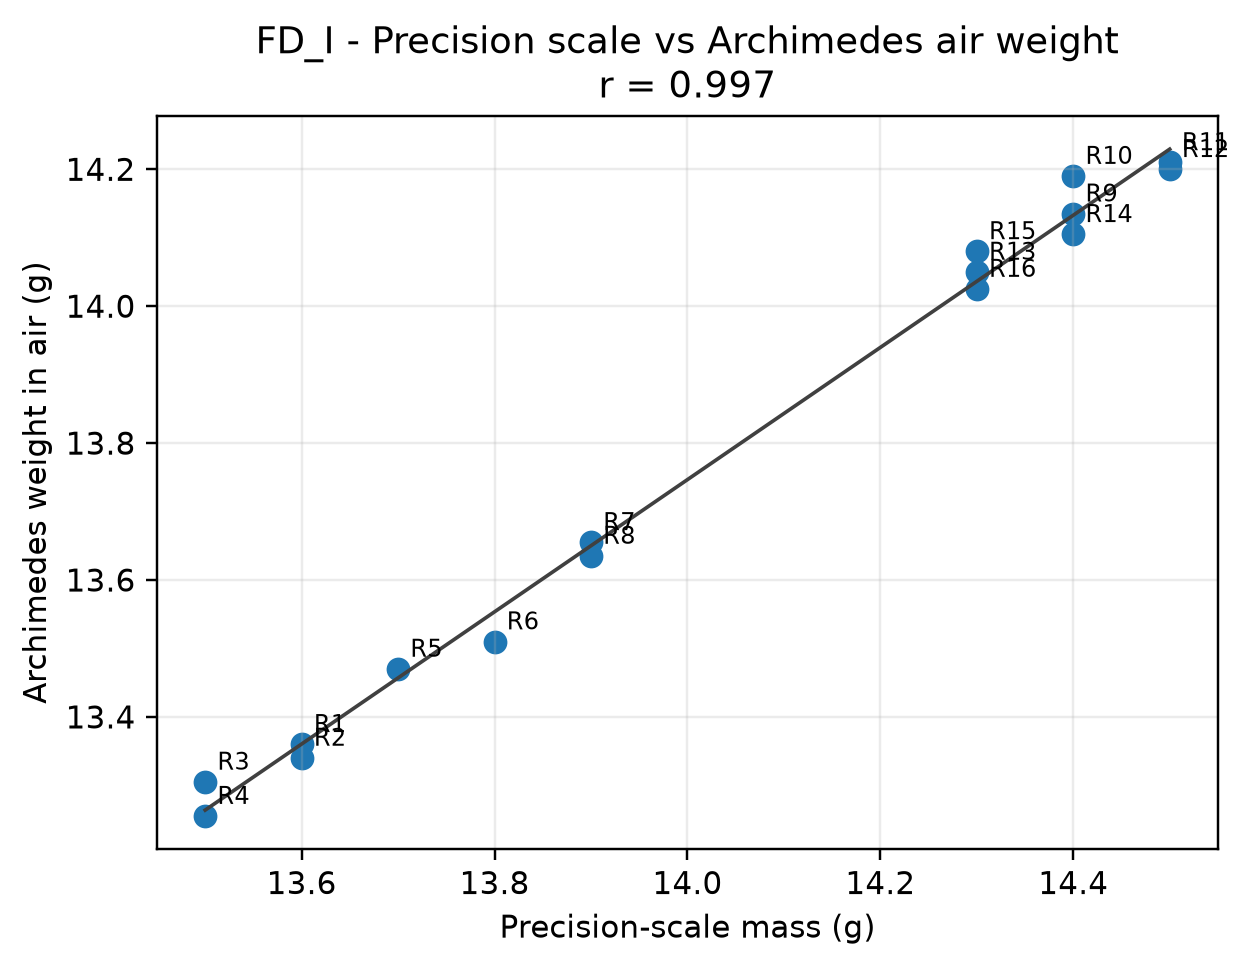 FD_I - Precision scale vs Archimedes air weight
r = 0.997
Archimedes weight in air (g)
14.2
14.0
13.8
13.6
13.4
R11
R12
R10
R9
R14
R15
R13
R16
R7
R8
R6
R5
R1
R2
R3
R4
13.6
13.8
14.0
14.2
14.4
Precision-scale mass (g)